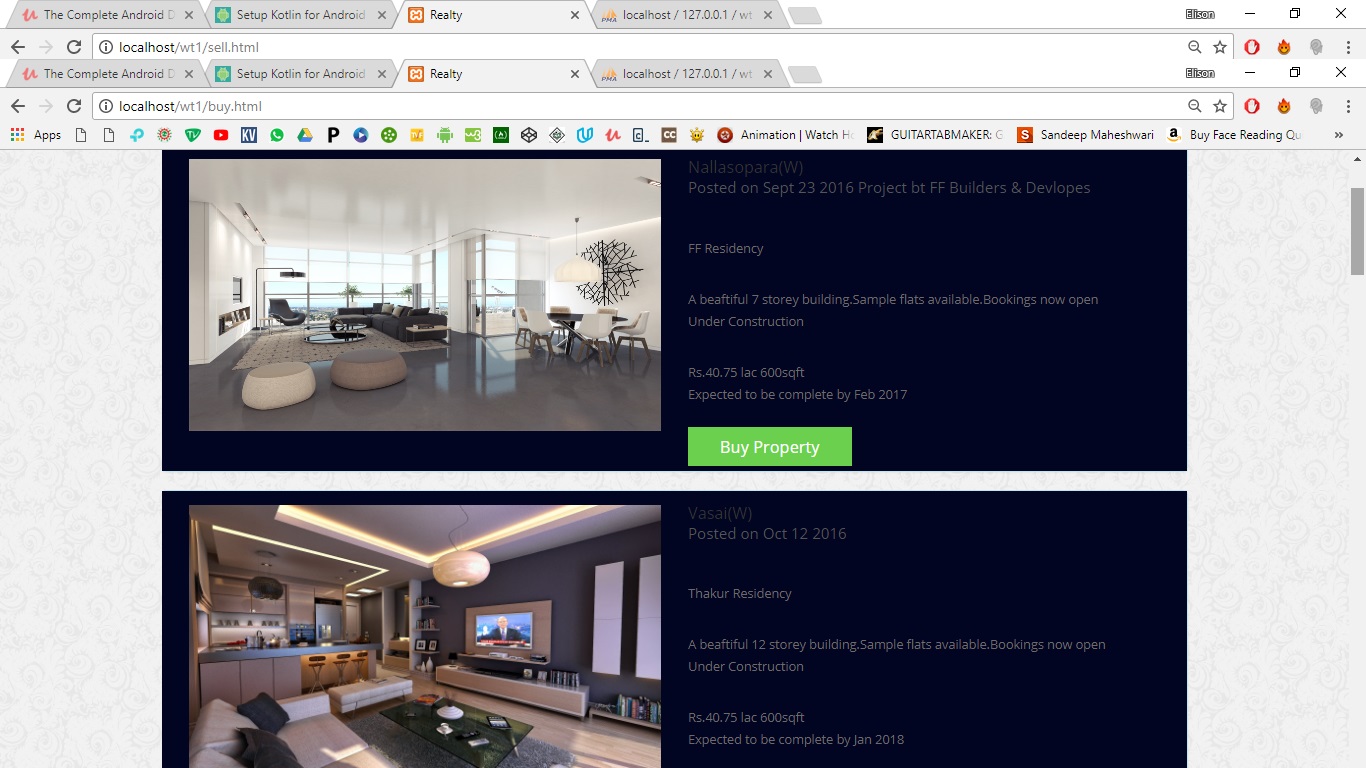 The Complete Android D
Setup Kotlin for Android
Realty
localhost / 127.0.0.1 / wt
Elison
localhost/wt1/sell.html
The Complete Android D
Setup Kotlin for Android
Realty
localhost / 127.0.0.1 / wt
Elison
localhost/wt1/buy.html
Apps
Animation | Watch
GUITARTABMAKER: G
Sandeep Maheshwari
Buy Face Reading Qu
Nallasopara(W)
Posted on Sept 23 2016 Project bt FF Builders & Devlopes
FF Residency
A beaftiful 7 storey building.Sample flats available.Bookings now open
Under Construction
Rs.40.75 lac 600sqft
Expected to be complete by Feb 2017
Buy Property
Vasai(W)
Posted on Oct 12 2016
Thakur Residency
A beaftiful 12 storey building.Sample flats available.Bookings now open
Under Construction
Rs.40.75 lac 600sqft
Expected to be complete by Jan 2018